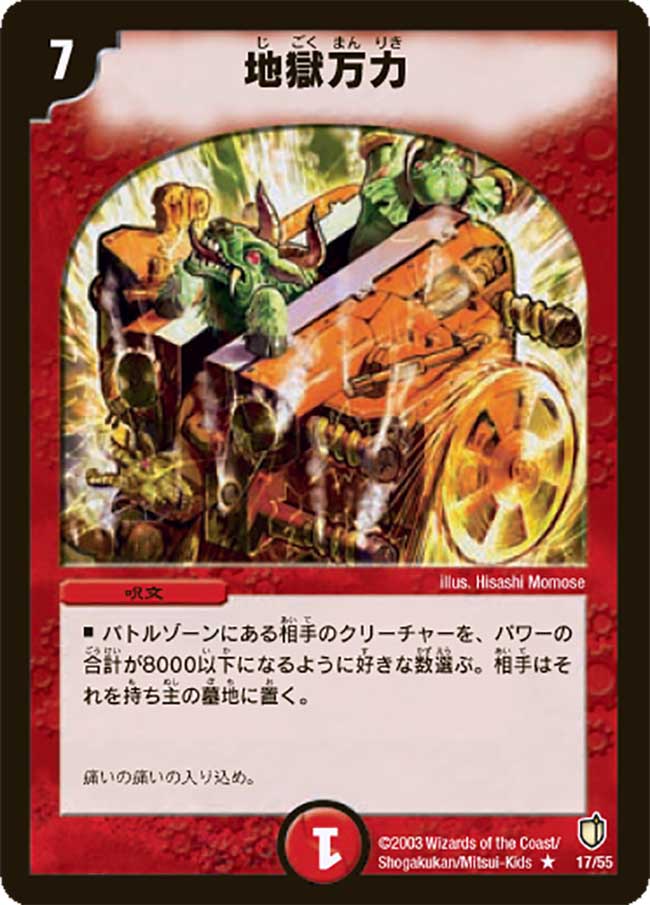 7
じごくまんりき
地獄万力
illus. Hisashi Momose
呪文
■ バトルゾーンにある相手のクリーチャーを、パワーの
合計が8000以下になるように好きな数選ぶ。相手はそ
れを持ち主の墓地に置く。
痛いの痛いの入り込め。
1
©2003 Wizards of the Coast/
Shogakukan/Mitsui-Kids ★ 17/55